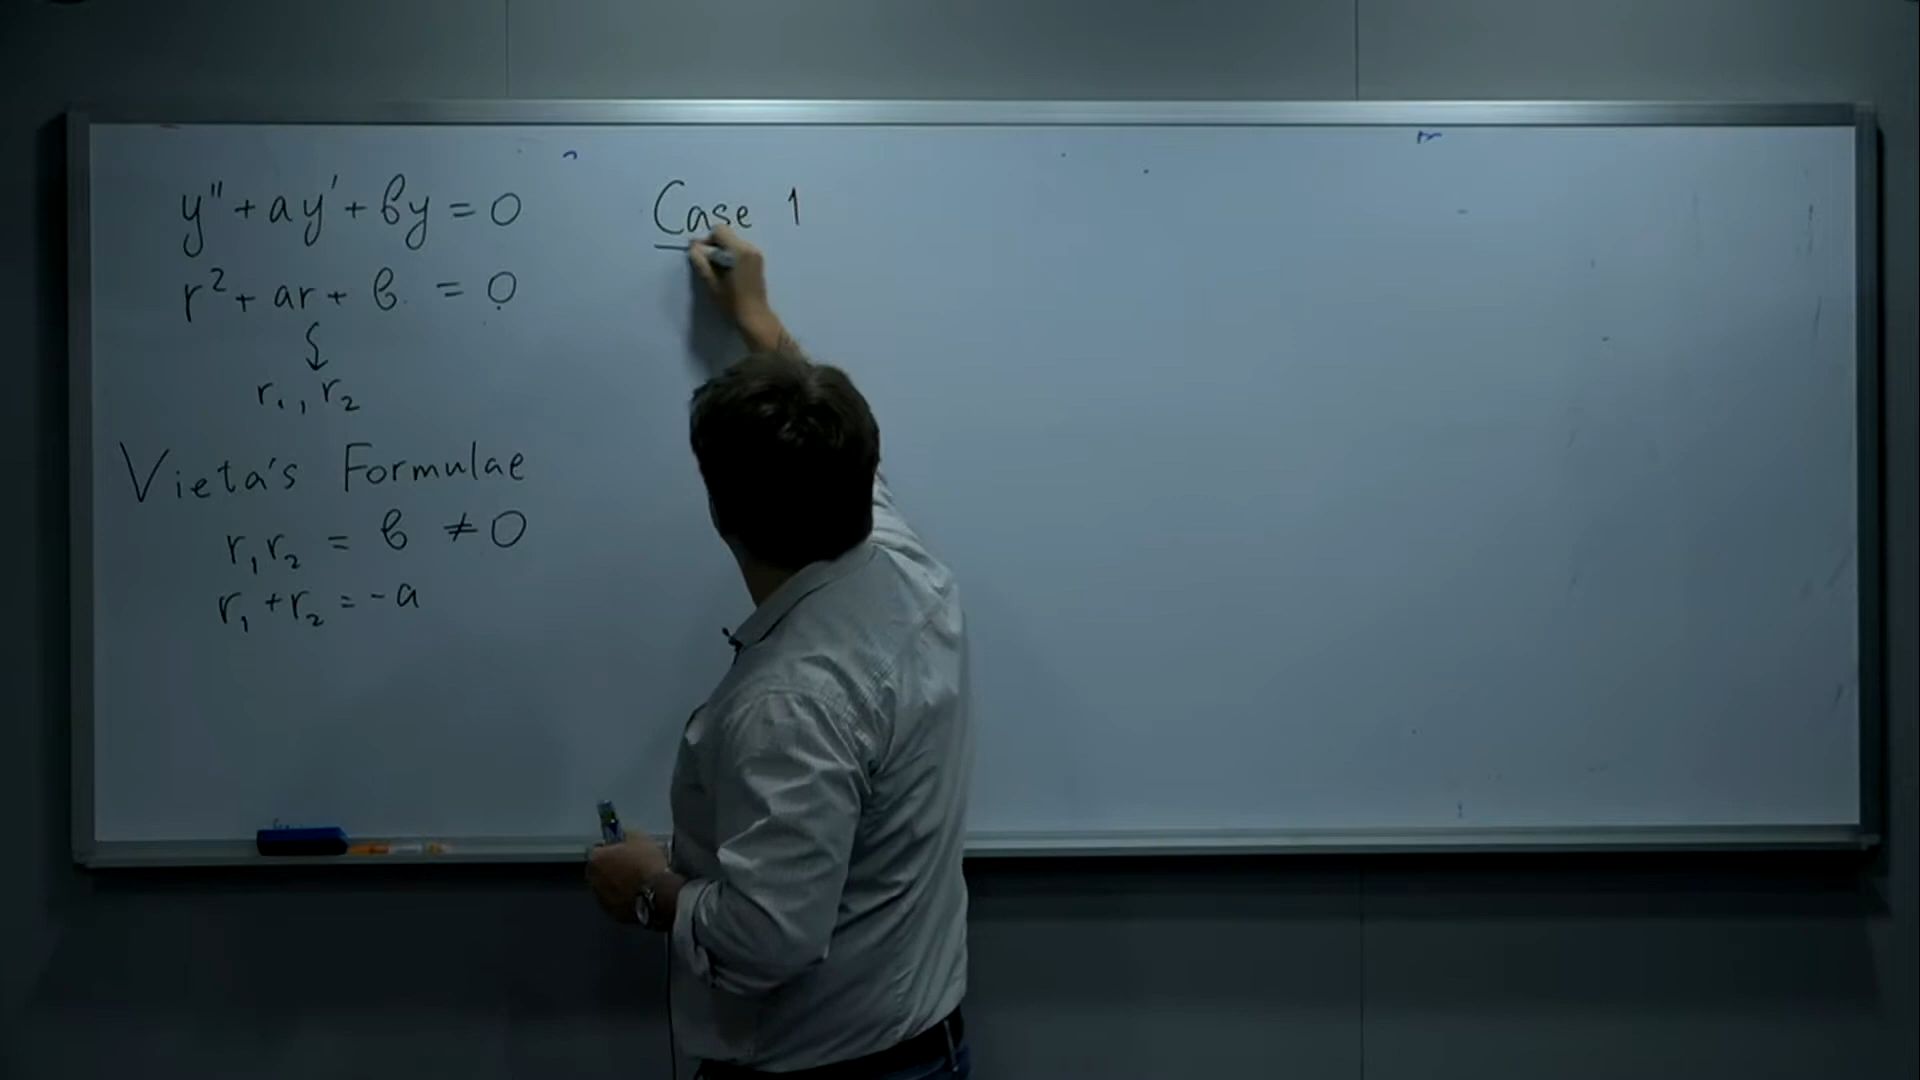 y'' + ay' + by = 0
r² + ar + b = 0
r₁, r₂
Vieta's Formulae
r₁r₂ = b ≠ 0
r₁ + r₂ = -a
Case 1